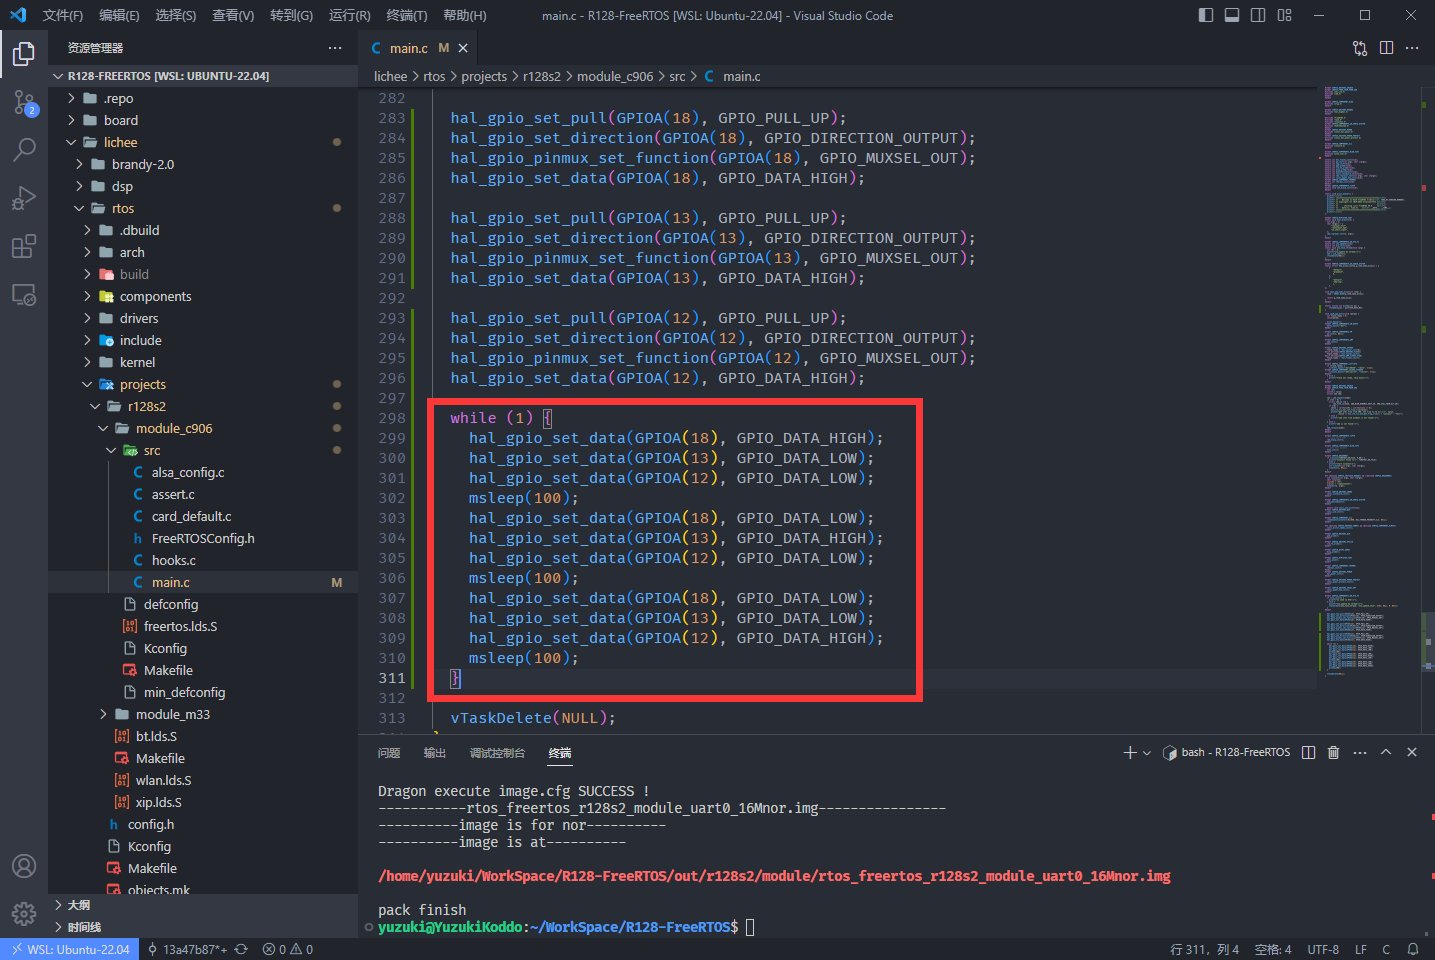 文件(F) 编辑(E) 选择(S) 查看(V) 转到(G) 运行(R) 终端(T) 帮助(H) main.c - R128-FreeRTOS [WSL: Ubuntu-22.04] - Visual Studio Code
资源管理器
R128-FREERTOS [WSL: UBUNTU-22.04]
.repo
board
lichee
brandy-2.0
dsp
rtos
.dbuild
arch
build
components
drivers
include
kernel
projects
r128s2
module_c906
src
C alsa_config.c
C assert.c
C card_default.c
h FreeRTOSConfig.h
C hooks.c
C main.c M
defconfig
freertos.lds.S
Kconfig
Makefile
min_defconfig
module_m33
bt.lds.S
Makefile
wlan.lds.S
xip.lds.S
h config.h
Kconfig
Makefile
objects.mk
大纲
时间线
2
C main.c M
lichee > rtos > projects > r128s2 > module_c906 > src > C main.c
282
283 hal_gpio_set_pull(GPIOA(18), GPIO_PULL_UP);
284 hal_gpio_set_direction(GPIOA(18), GPIO_DIRECTION_OUTPUT);
285 hal_gpio_pinmux_set_function(GPIOA(18), GPIO_MUXSEL_OUT);
286 hal_gpio_set_data(GPIOA(18), GPIO_DATA_HIGH);
287
288 hal_gpio_set_pull(GPIOA(13), GPIO_PULL_UP);
289 hal_gpio_set_direction(GPIOA(13), GPIO_DIRECTION_OUTPUT);
290 hal_gpio_pinmux_set_function(GPIOA(13), GPIO_MUXSEL_OUT);
291 hal_gpio_set_data(GPIOA(13), GPIO_DATA_HIGH);
292
293 hal_gpio_set_pull(GPIOA(12), GPIO_PULL_UP);
294 hal_gpio_set_direction(GPIOA(12), GPIO_DIRECTION_OUTPUT);
295 hal_gpio_pinmux_set_function(GPIOA(12), GPIO_MUXSEL_OUT);
296 hal_gpio_set_data(GPIOA(12), GPIO_DATA_HIGH);
297
298 while (1) {
299 hal_gpio_set_data(GPIOA(18), GPIO_DATA_HIGH);
300 hal_gpio_set_data(GPIOA(13), GPIO_DATA_LOW);
301 hal_gpio_set_data(GPIOA(12), GPIO_DATA_LOW);
302 msleep(100);
303 hal_gpio_set_data(GPIOA(18), GPIO_DATA_LOW);
304 hal_gpio_set_data(GPIOA(13), GPIO_DATA_HIGH);
305 hal_gpio_set_data(GPIOA(12), GPIO_DATA_LOW);
306 msleep(100);
307 hal_gpio_set_data(GPIOA(18), GPIO_DATA_LOW);
308 hal_gpio_set_data(GPIOA(13), GPIO_DATA_LOW);
309 hal_gpio_set_data(GPIOA(12), GPIO_DATA_HIGH);
310 msleep(100);
311 }
312
313 vTaskDelete(NULL);
问题 输出 调试控制台 终端 bash - R128-FreeRTOS
Dragon execute image.cfg SUCCESS !
-----------rtos_freertos_r128s2_module_uart0_16Mnor.img----------------
----------image is for nor----------
----------image is at----------
/home/yuzuki/WorkSpace/R128-FreeRTOS/out/r128s2/module/rtos_freertos_r128s2_module_uart0_16Mnor.img
pack finish
yuzuki@YuzukiKoddo:~/WorkSpace/R128-FreeRTOS$
WSL: Ubuntu-22.04 13a47b87*+ 0 0 行 311，列 4 空格: 4 UTF-8 LF C